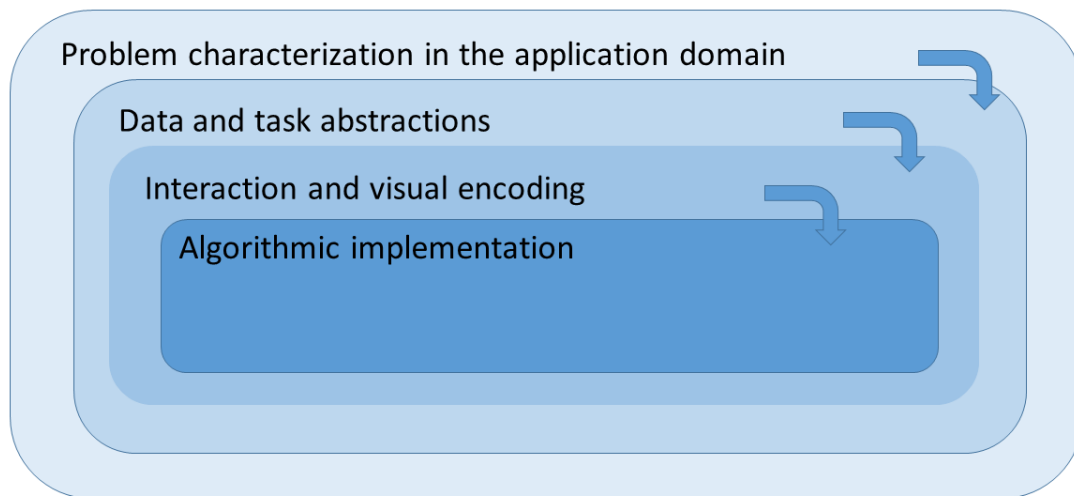 Problem characterization in the application domain
Data and task abstractions
Interaction and visual encoding
Algorithmic implementation